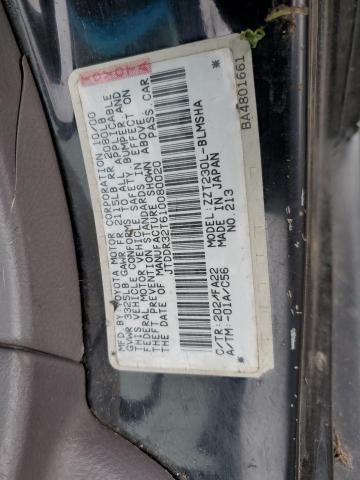 TOYOTA
MFD. BY TOYOTA MOTOR CORPORATION 10/00
GVWR 3320LB GAWR FR 2115LB RR 2080LB
THIS VEHICLE CONFORMS TO ALL APPLICABLE
FEDERAL MOTOR VEHICLE SAFETY, BUMPER, AND
THEFT PREVENTION STANDARDS IN EFFECT ON
THE DATE OF MANUFACTURE SHOWN ABOVE.
JTDDR32T610080020 PASS. CAR
C/TR:202/FA22 MODEL:ZZT230L-BLMSHA
A/TM:-01A/C56 MADE IN JAPAN
NO.213
BA4801661